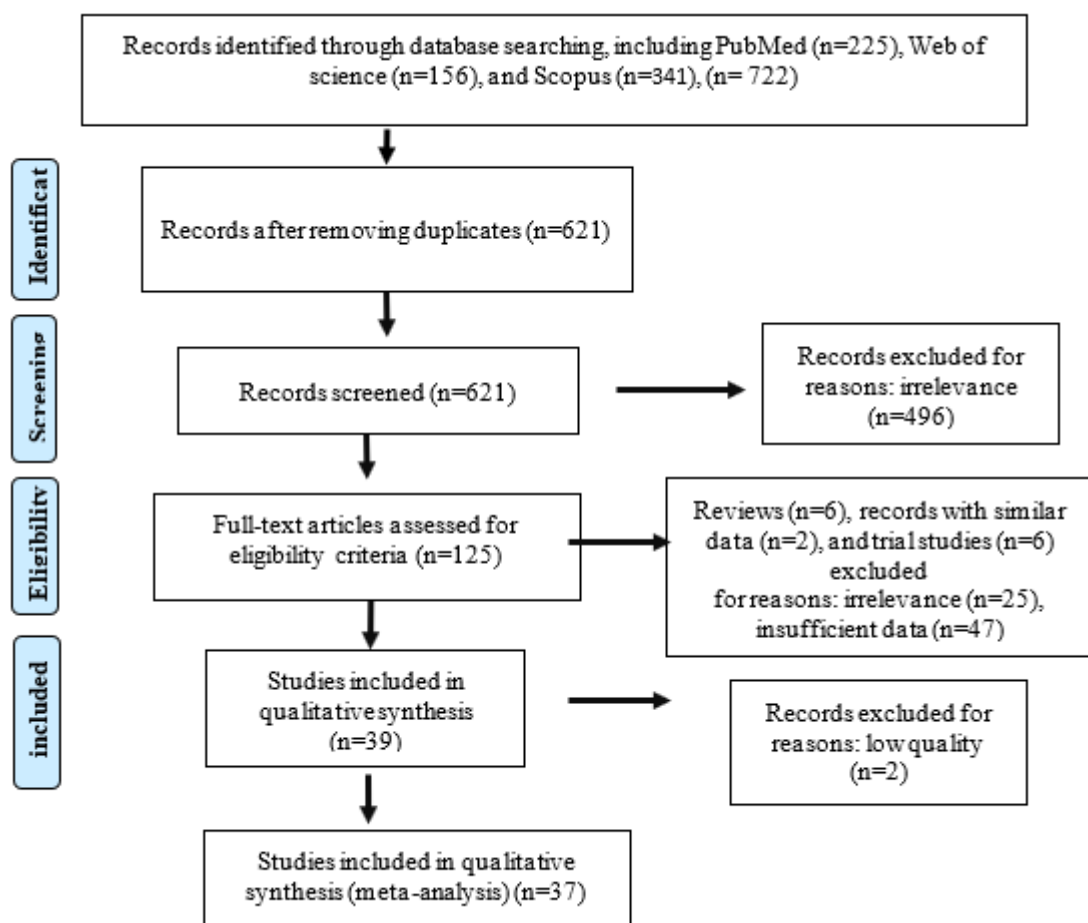 Records identified through database searching, including PubMed (n=225), Web of
science (n=156), and Scopus (n=341), (n= 722)
Identificat
Records after removing duplicates (n=621)
Screening
Records screened (n=621)
Records excluded for
reasons: irrelevance
(n=496)
Eligibility
Full-text articles assessed for
eligibility criteria (n=125)
Reviews (n=6), records with similar
data (n=2), and trial studies (n=6)
excluded
for reasons: irrelevance (n=25),
insufficient data (n=47)
included
Studies included in
qualitative synthesis
(n=39)
Records excluded for
reasons: low quality
(n=2)
Studies included in qualitative
synthesis (meta-analysis) (n=37)